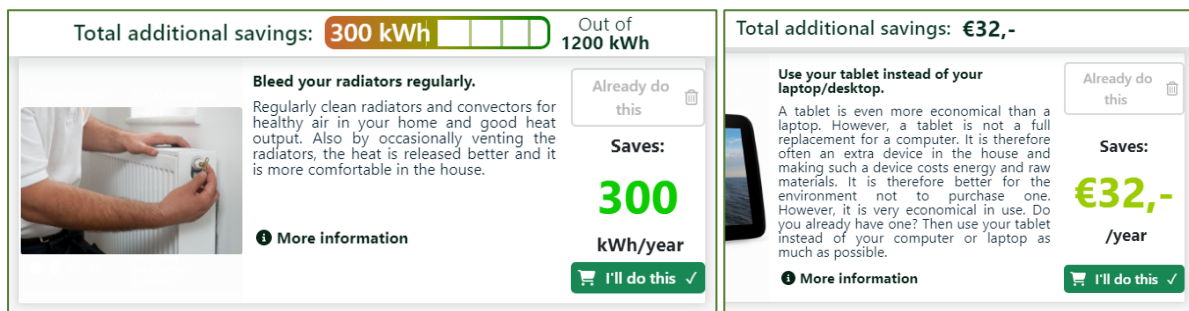 Total additional savings: 300 kWh Out of
1200 kWh
Bleed your radiators regularly.
Regularly clean radiators and convectors for
healthy air in your home and good heat
output. Also by occasionally venting the
radiators, the heat is released better and it
is more comfortable in the house.
More information
Already do
this
Saves:
300
kWh/year
I'll do this
Total additional savings: €32,-
Use your tablet instead of your
laptop/desktop.
A tablet is even more economical than a
laptop. However, a tablet is not a full
replacement for a computer. It is therefore
often an extra device in the house and
making such a device costs energy and raw
materials. It is therefore better for the
environment not to purchase one.
However, it is very economical in use. Do
you already have one? Then use your tablet
instead of your computer or laptop as
much as possible.
More information
Already do
this
Saves:
€32,-
/year
I'll do this